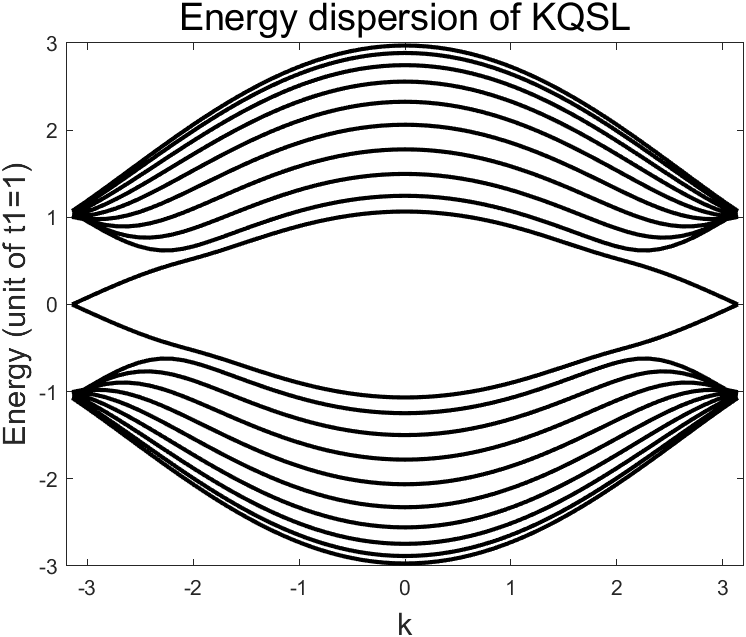 Energy dispersion of KQSL
Energy (unit of t1=1)
3
2
1
0
-1
-2
-3
-3 -2 -1 0 1 2 3
k